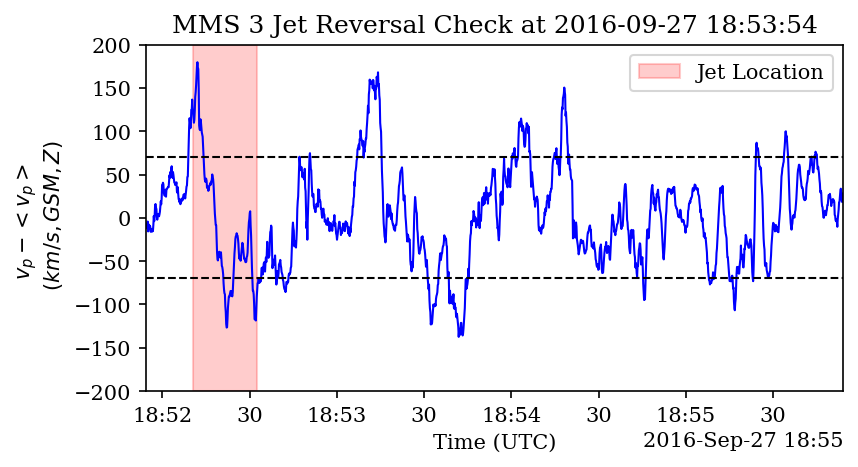 MMS 3 Jet Reversal Check at 2016-09-27 18:53:54
200
150
100
50
0
−50
−100
−150
−200
v_p − < v_p >
(km/s, GSM, Z)
Jet Location
18:52 30 18:53 30 18:54 30 18:55 30
Time (UTC)
2016-Sep-27 18:55